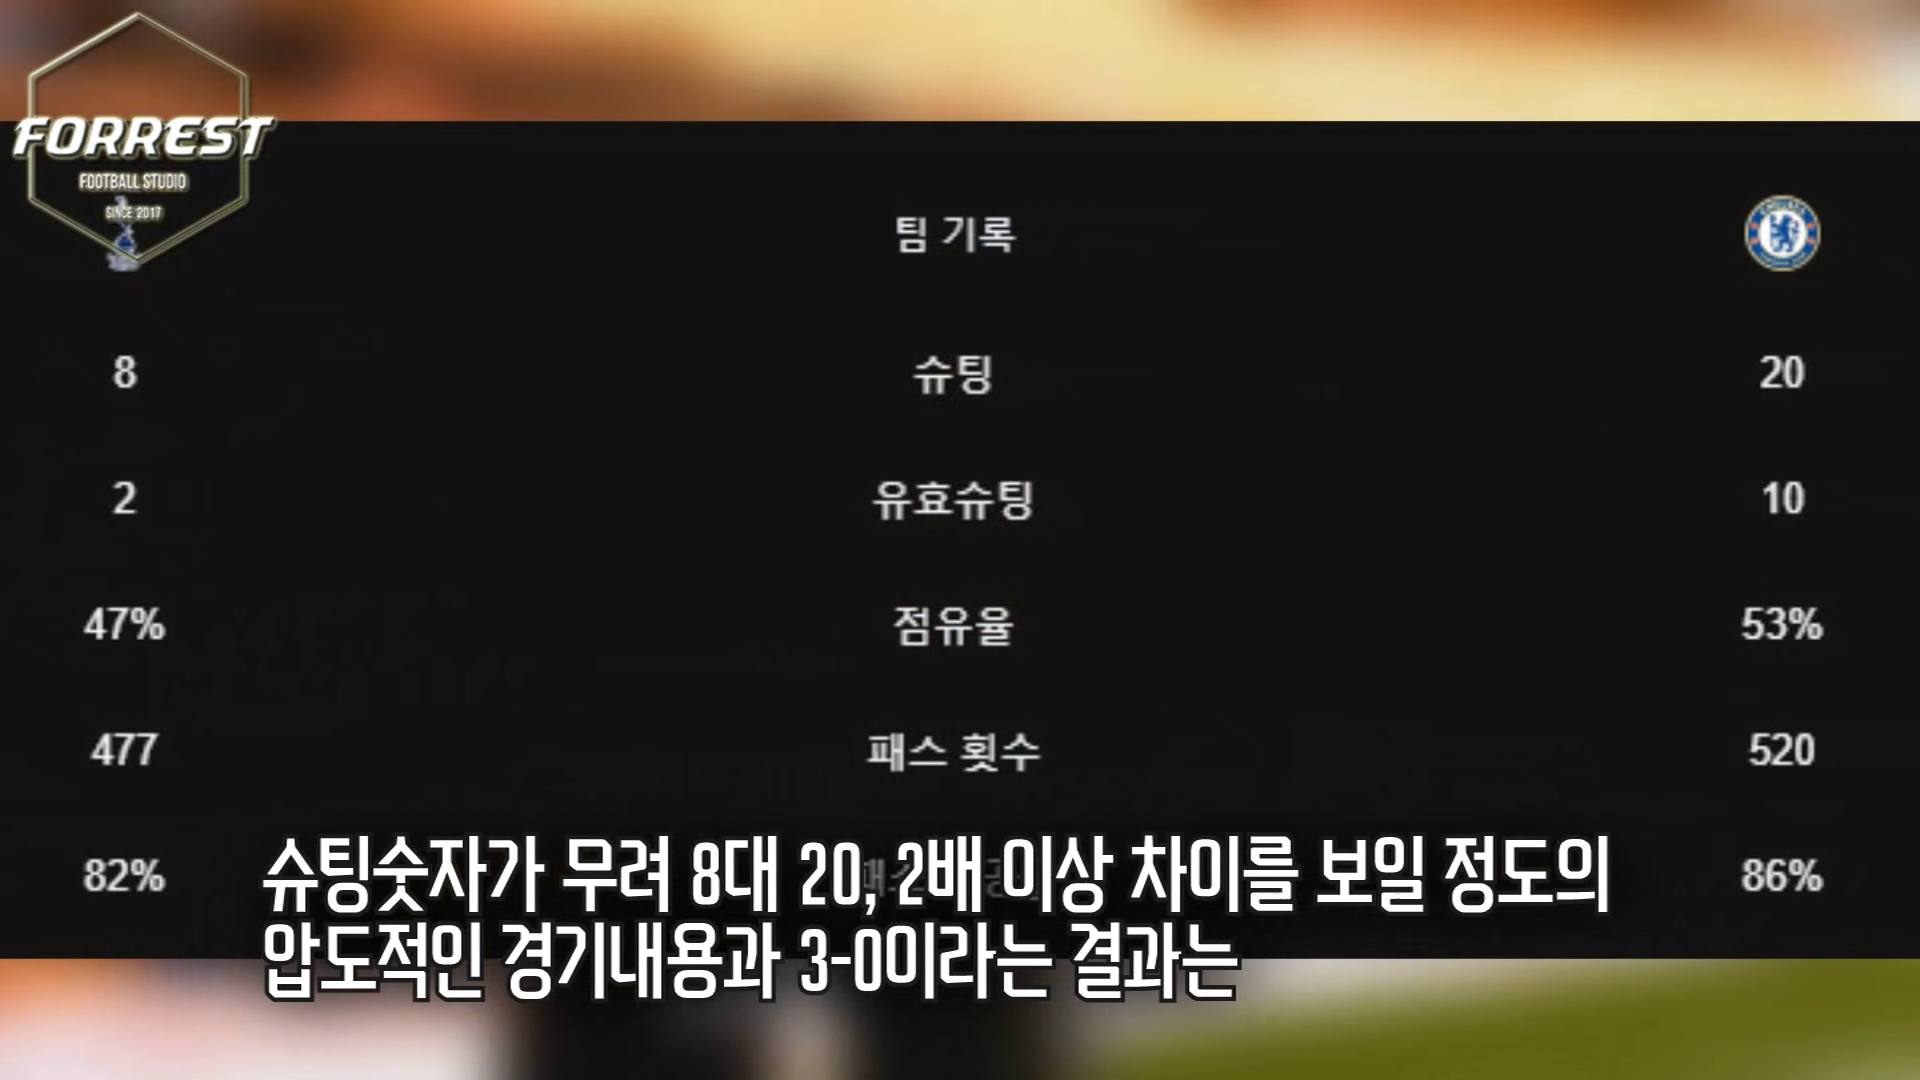 FORREST
FOOTBALL STUDIO
SINCE 2017
팀 기록
8 슈팅 20
2 유효슈팅 10
47% 점유율 53%
477 패스 횟수 520
82% 86%
슈팅숫자가 무려 8대 20, 2배 이상 차이를 보일 정도의
압도적인 경기내용과 3-0이라는 결과는